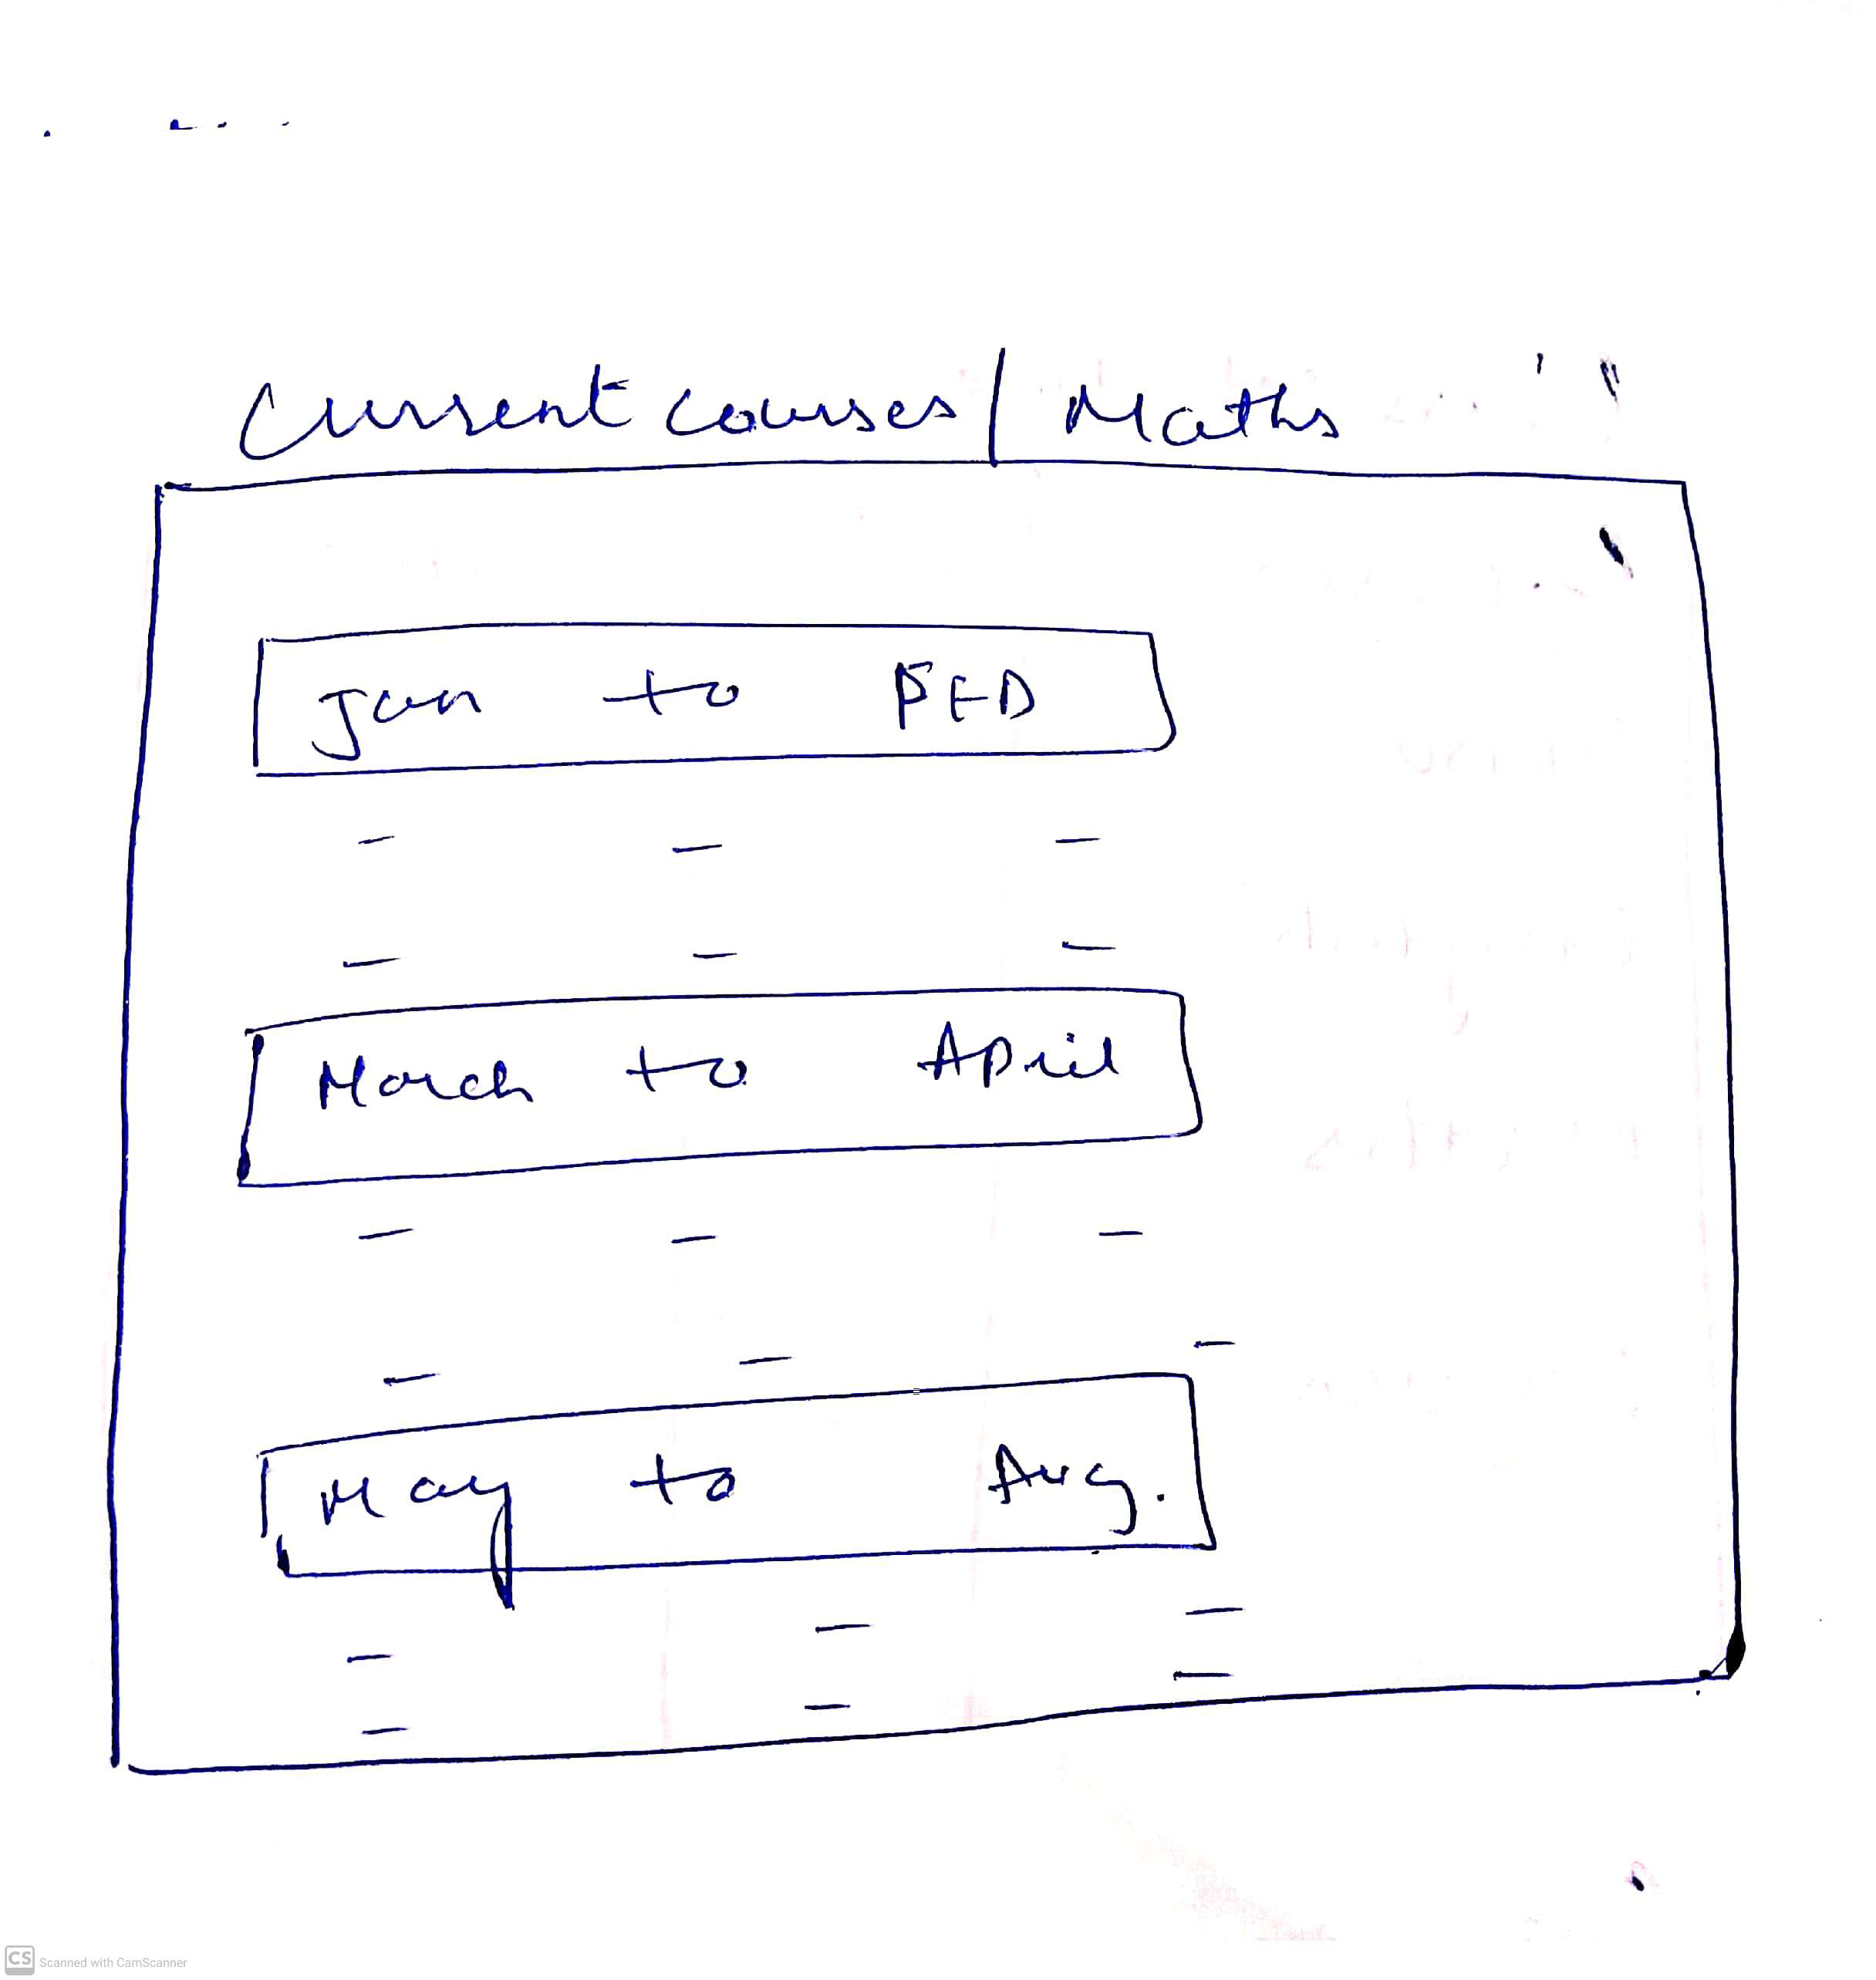 Current courses / Maths
Jan to FEB
- - -
- - -
March to April
- - -
- - -
May to Aug.
- - -
- - -
CS Scanned with CamScanner